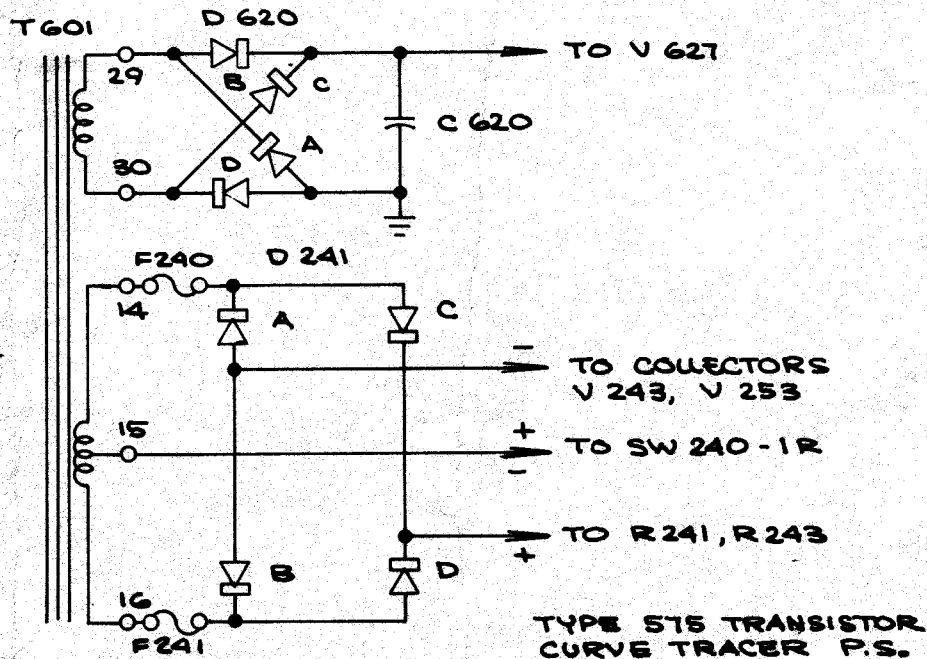 T601
D 620
29
B
C
TO V 627
C 620
A
30
D
F240
D 241
14
A
C
−
TO COLLECTORS
V 243, V 253
15
+
TO SW 240-1R
−
TO R241, R243
+
B
D
16
F241
TYPE 575 TRANSISTOR
CURVE TRACER P.S.